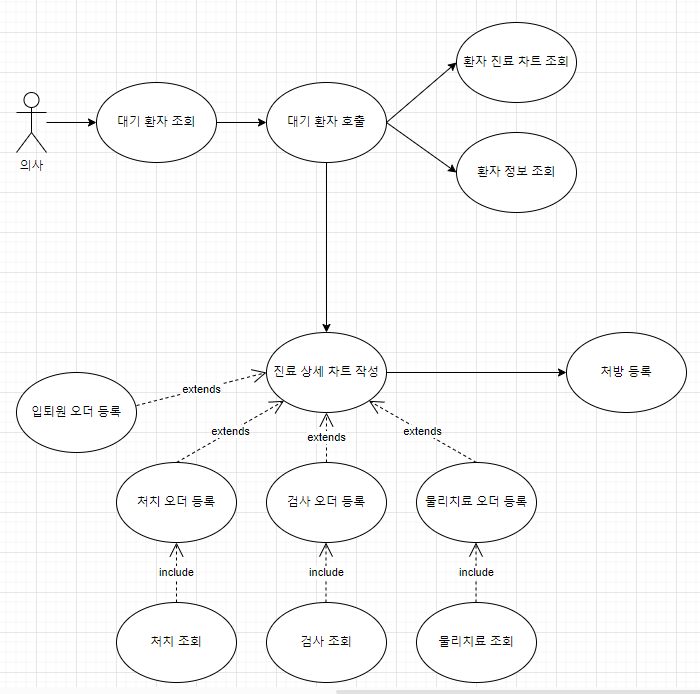 환자 진료 차트 조회
대기 환자 조회
대기 환자 호출
의사
환자 정보 조회
진료 상세 차트 작성
처방 등록
extends
입퇴원 오더 등록
extends
extends
extends
처치 오더 등록
검사 오더 등록
물리치료 오더 등록
include
include
include
처치 조회
검사 조회
물리치료 조회